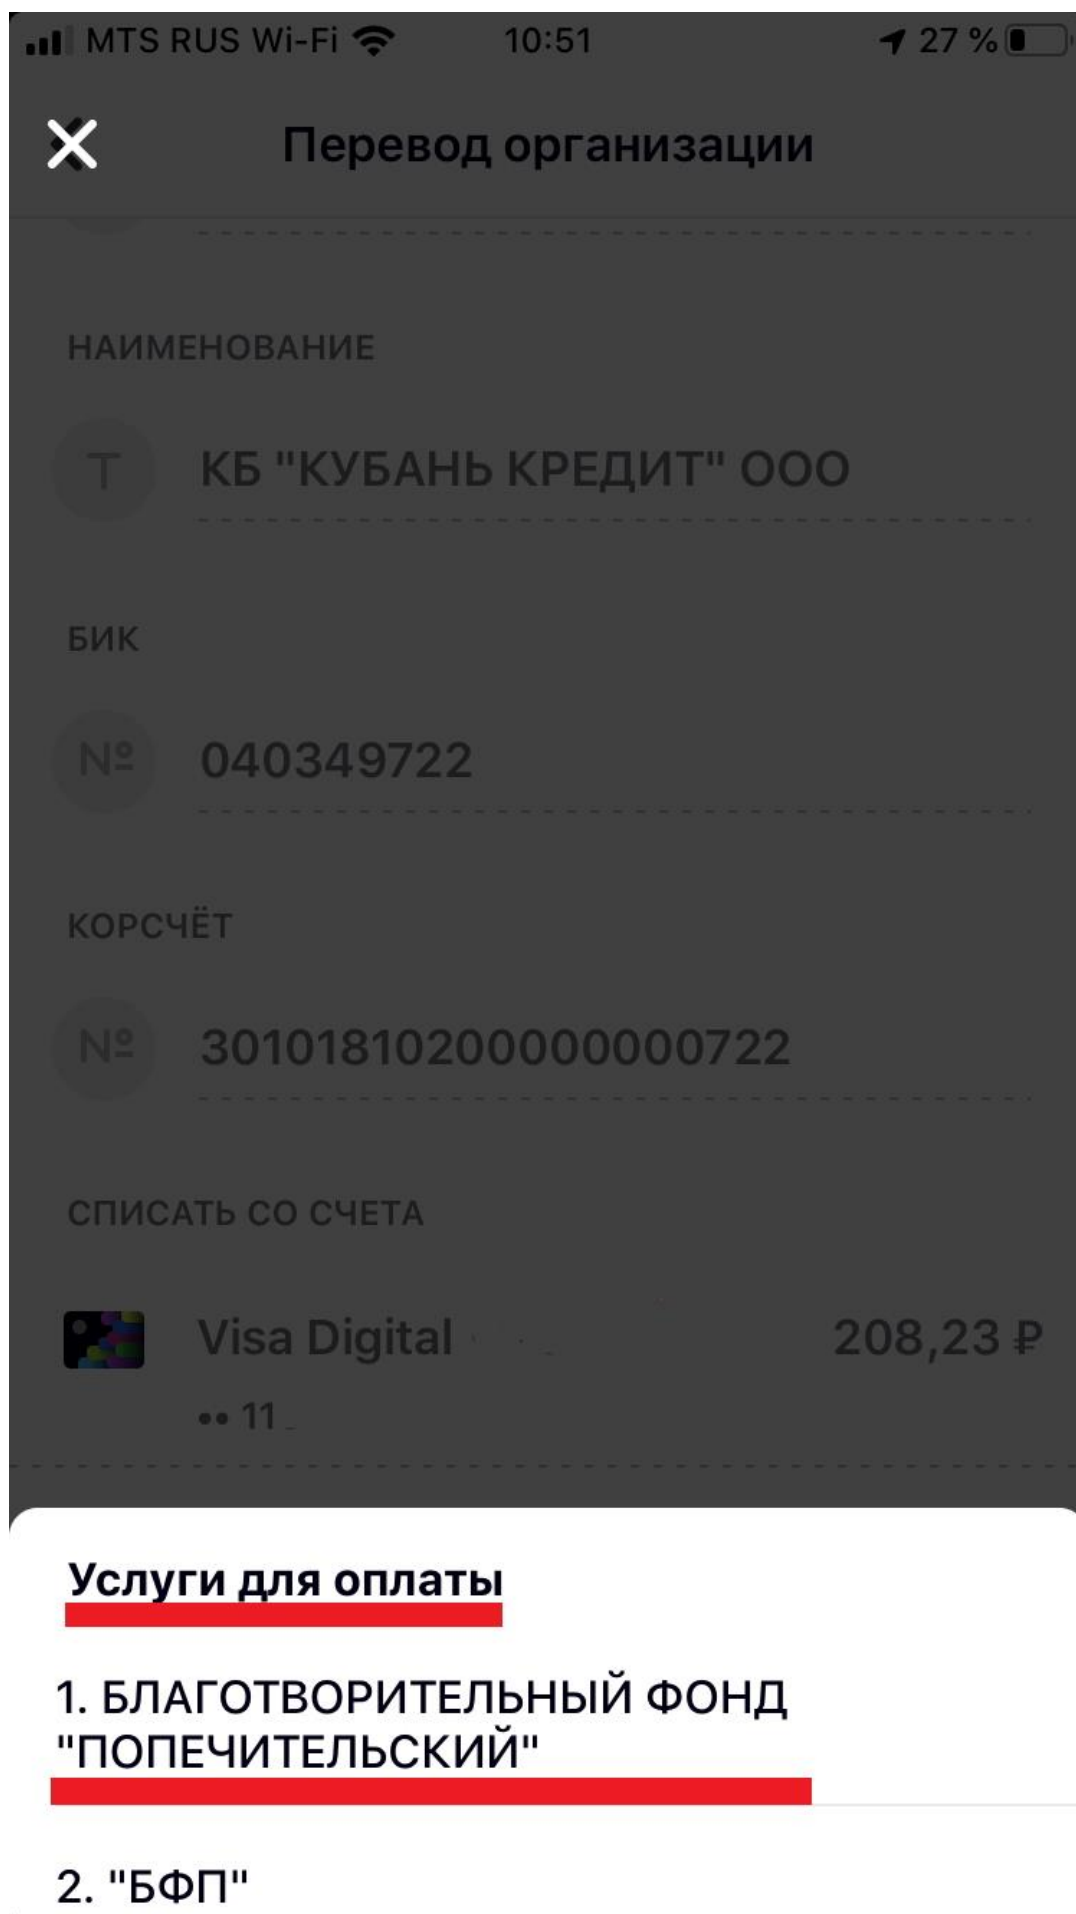 MTS RUS Wi-Fi 10:51 27 %
Перевод организации
НАИМЕНОВАНИЕ
Т КБ "КУБАНЬ КРЕДИТ" ООО
БИК
№ 040349722
КОРСЧЁТ
№ 30101810200000000722
СПИСАТЬ СО СЧЕТА
Visa Digital 208,23 ₽
•• 11
Услуги для оплаты
1. БЛАГОТВОРИТЕЛЬНЫЙ ФОНД
"ПОПЕЧИТЕЛЬСКИЙ"
2. "БФП"